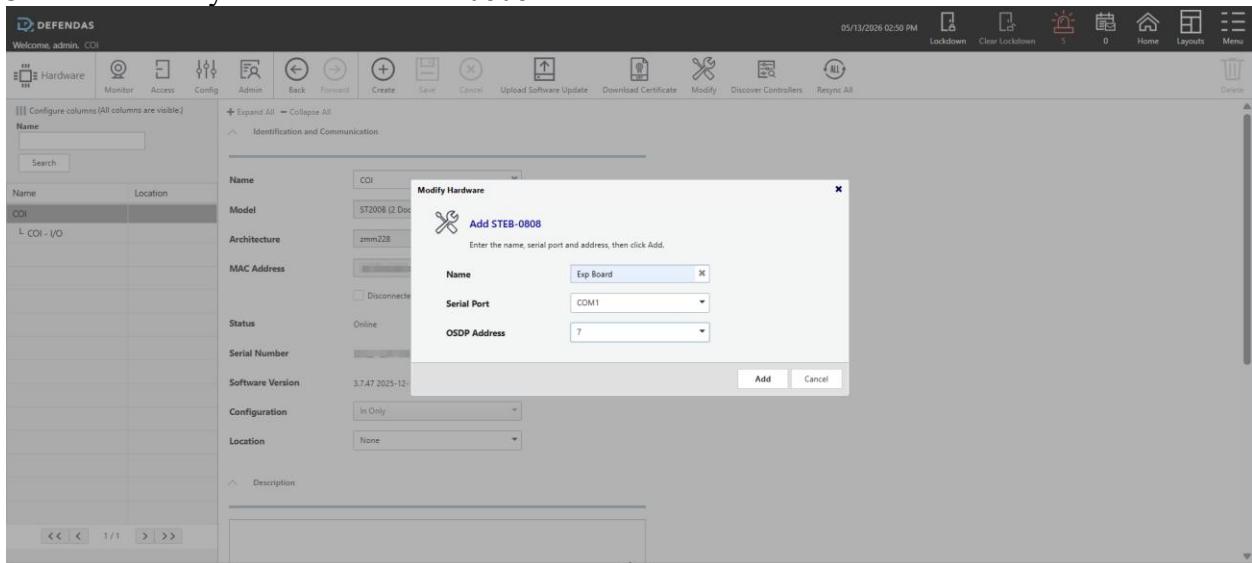 DEFENDAS
Welcome, admin. COI
05/13/2026 02:50 PM
Lockdown
Clear Lockdown
5
0
Home
Layouts
Menu
Hardware
Monitor
Access
Config
Admin
Back
Forward
Create
Save
Cancel
Upload Software Update
Download Certificate
Modify
Discover Controllers
ALL
Resync All
Delete
Configure columns (All columns are visible.)
Name
Search
Name Location
COI
COI - I/O
<< < 1 / 1 > >>
+ Expand All − Collapse All
Identification and Communication
Name COI
Model
Architecture zmm228
MAC Address
Status Online
Serial Number
Software Version 3.7.47 2025-12-
Configuration In Only
Location None
Description
Modify Hardware
Add STEB-0808
Enter the name, serial port and address, then click Add.
Name Exp Board
Serial Port COM1
OSDP Address 7
Add Cancel